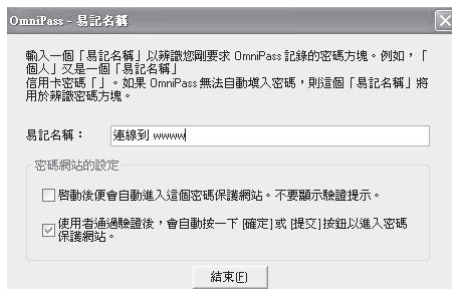 OmniPass - 易記名稱
輸入一個「易記名稱」以辨識您剛要求 OmniPass 記錄的密碼方塊。例如，「
個人」又是一個「易記名稱」
信用卡密碼「」。如果 OmniPass 無法自動填入密碼，則這個「易記名稱」將
用於辨識密碼方塊。
易記名稱： 連線到 wwww
密碼網站的設定
啓動後便會自動進入這個密碼保護網站。不要顯示驗證提示。
使用者通過驗證後，會自動按一下 [確定] 或 [提交] 按鈕以進入密碼
保護網站。
結束(F)